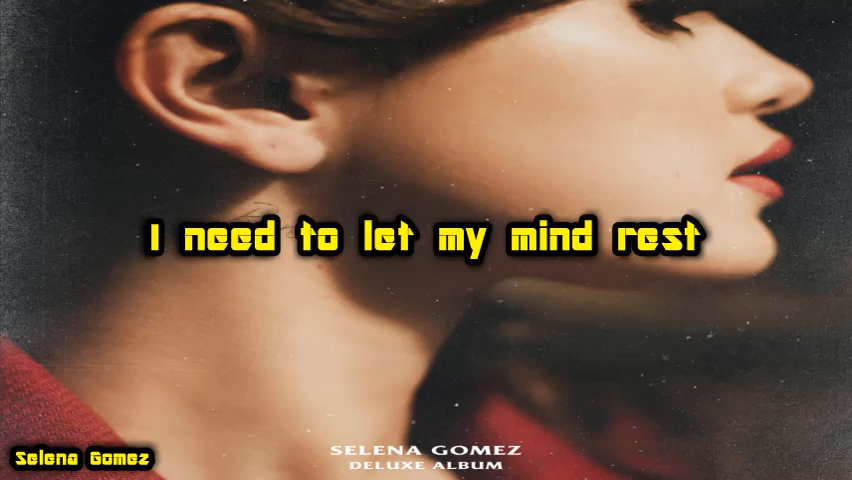 I need to let my mind rest
SELENA GOMEZ
DELUXE ALBUM
Selena Gomez